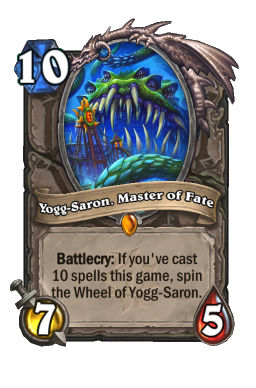 10
Yogg-Saron, Master of Fate
Battlecry: If you've cast
10 spells this game, spin
the Wheel of Yogg-Saron.
7
5